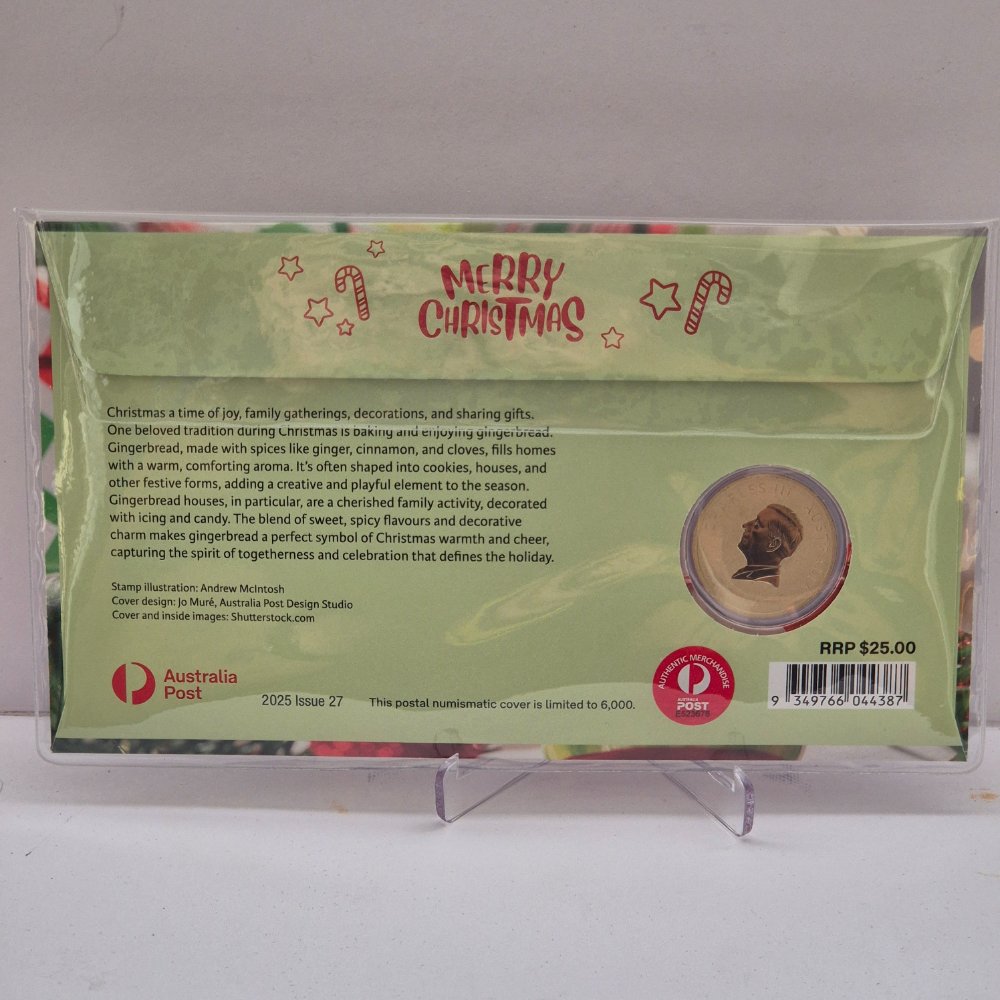 MERRY
CHRISTMAS
Christmas a time of joy, family gatherings, decorations, and sharing gifts.
One beloved tradition during Christmas is baking and enjoying gingerbread.
Gingerbread, made with spices like ginger, cinnamon, and cloves, fills homes
with a warm, comforting aroma. It's often shaped into cookies, houses, and
other festive forms, adding a creative and playful element to the season.
Gingerbread houses, in particular, are a cherished family activity, decorated
with icing and candy. The blend of sweet, spicy flavours and decorative
charm makes gingerbread a perfect symbol of Christmas warmth and cheer,
capturing the spirit of togetherness and celebration that defines the holiday.
Stamp illustration: Andrew McIntosh
Cover design: Jo Muré, Australia Post Design Studio
Cover and inside images: Shutterstock.com
III
RRP $25.00
Australia
Post
2025 Issue 27
This postal numismatic cover is limited to 6,000.
AUTHENTIC MERCHANDISE
AUSTRALIA
POST
9 349766 044387